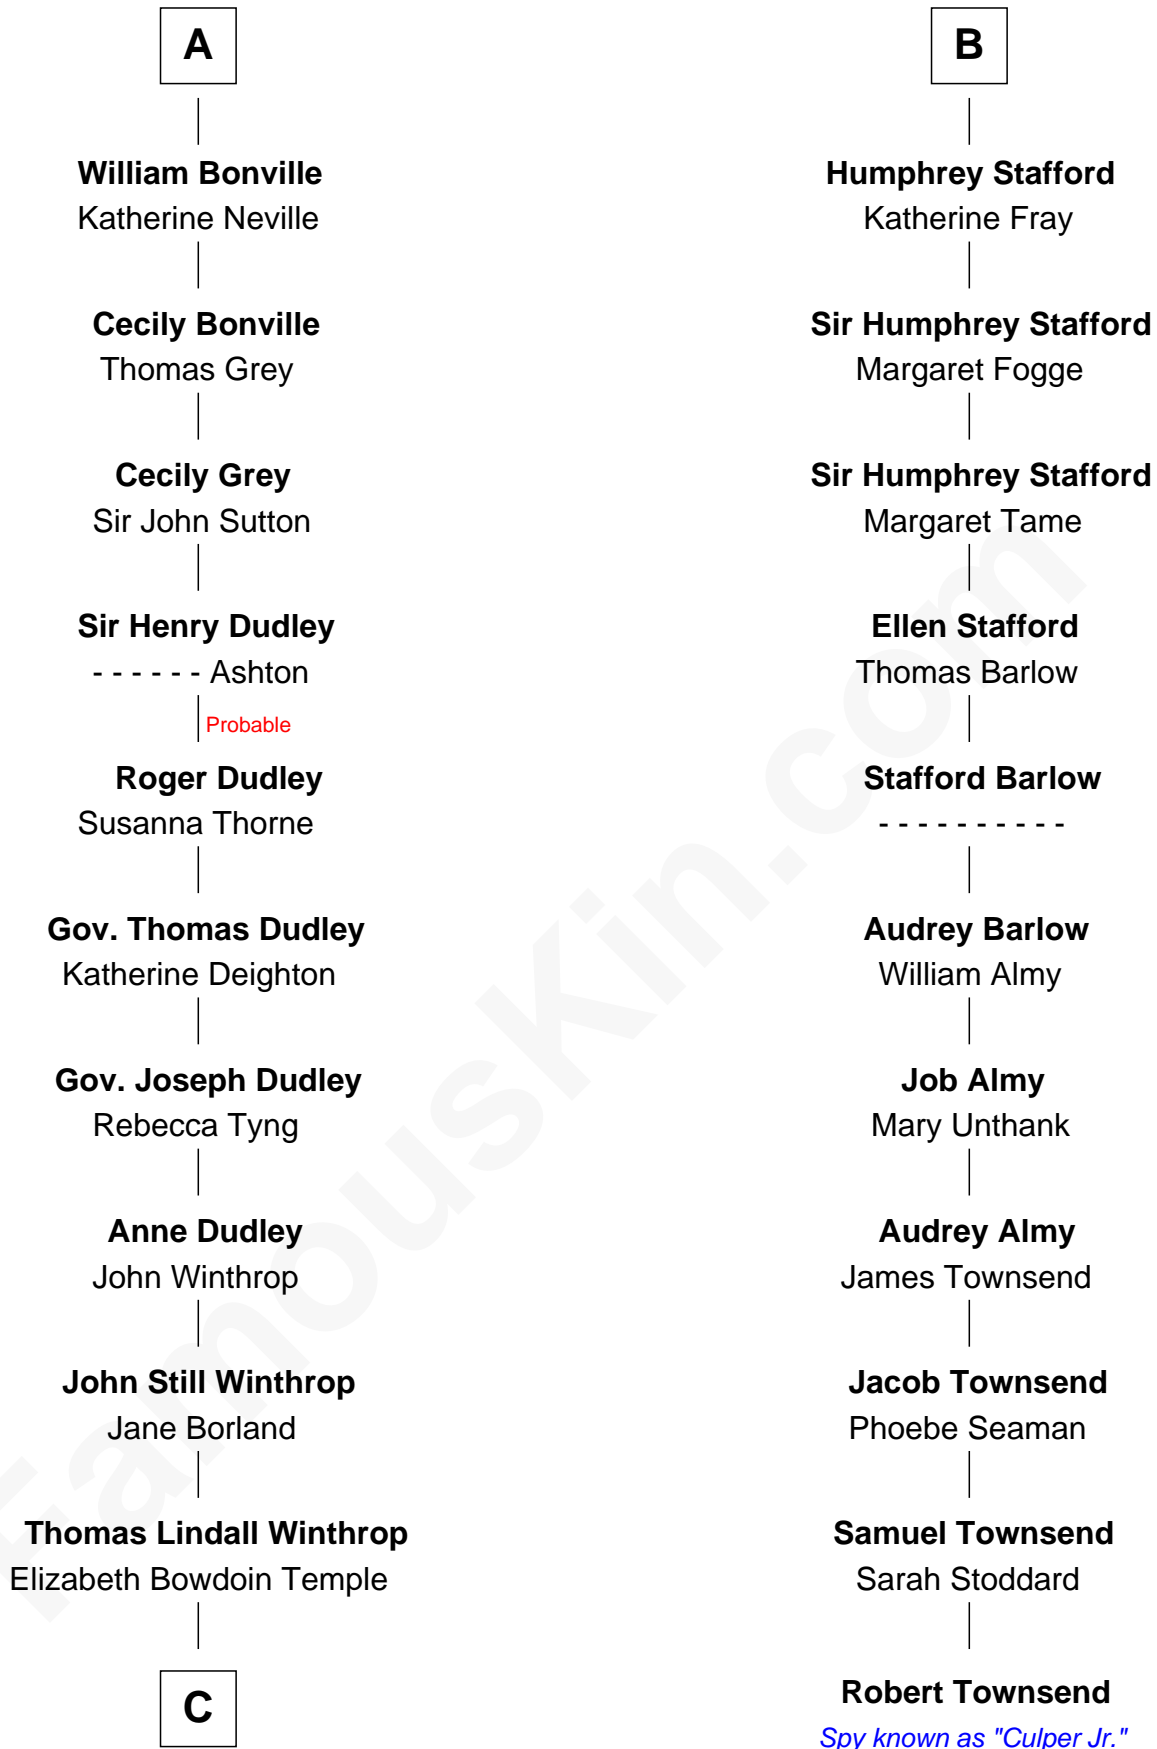 A
William Bonville
Katherine Neville
Cecily Bonville
Thomas Grey
Cecily Grey
Sir John Sutton
Sir Henry Dudley
- - - - - - Ashton
Probable
Roger Dudley
Susanna Thorne
Gov. Thomas Dudley
Katherine Deighton
Gov. Joseph Dudley
Rebecca Tyng
Anne Dudley
John Winthrop
John Still Winthrop
Jane Borland
Thomas Lindall Winthrop
Elizabeth Bowdoin Temple
C
B
Humphrey Stafford
Katherine Fray
Sir Humphrey Stafford
Margaret Fogge
Sir Humphrey Stafford
Margaret Tame
Ellen Stafford
Thomas Barlow
Stafford Barlow
- - - - - - - - - -
Audrey Barlow
William Almy
Job Almy
Mary Unthank
Audrey Almy
James Townsend
Jacob Townsend
Phoebe Seaman
Samuel Townsend
Sarah Stoddard
Robert Townsend
Spy known as "Culper Jr."
FamousKin.com